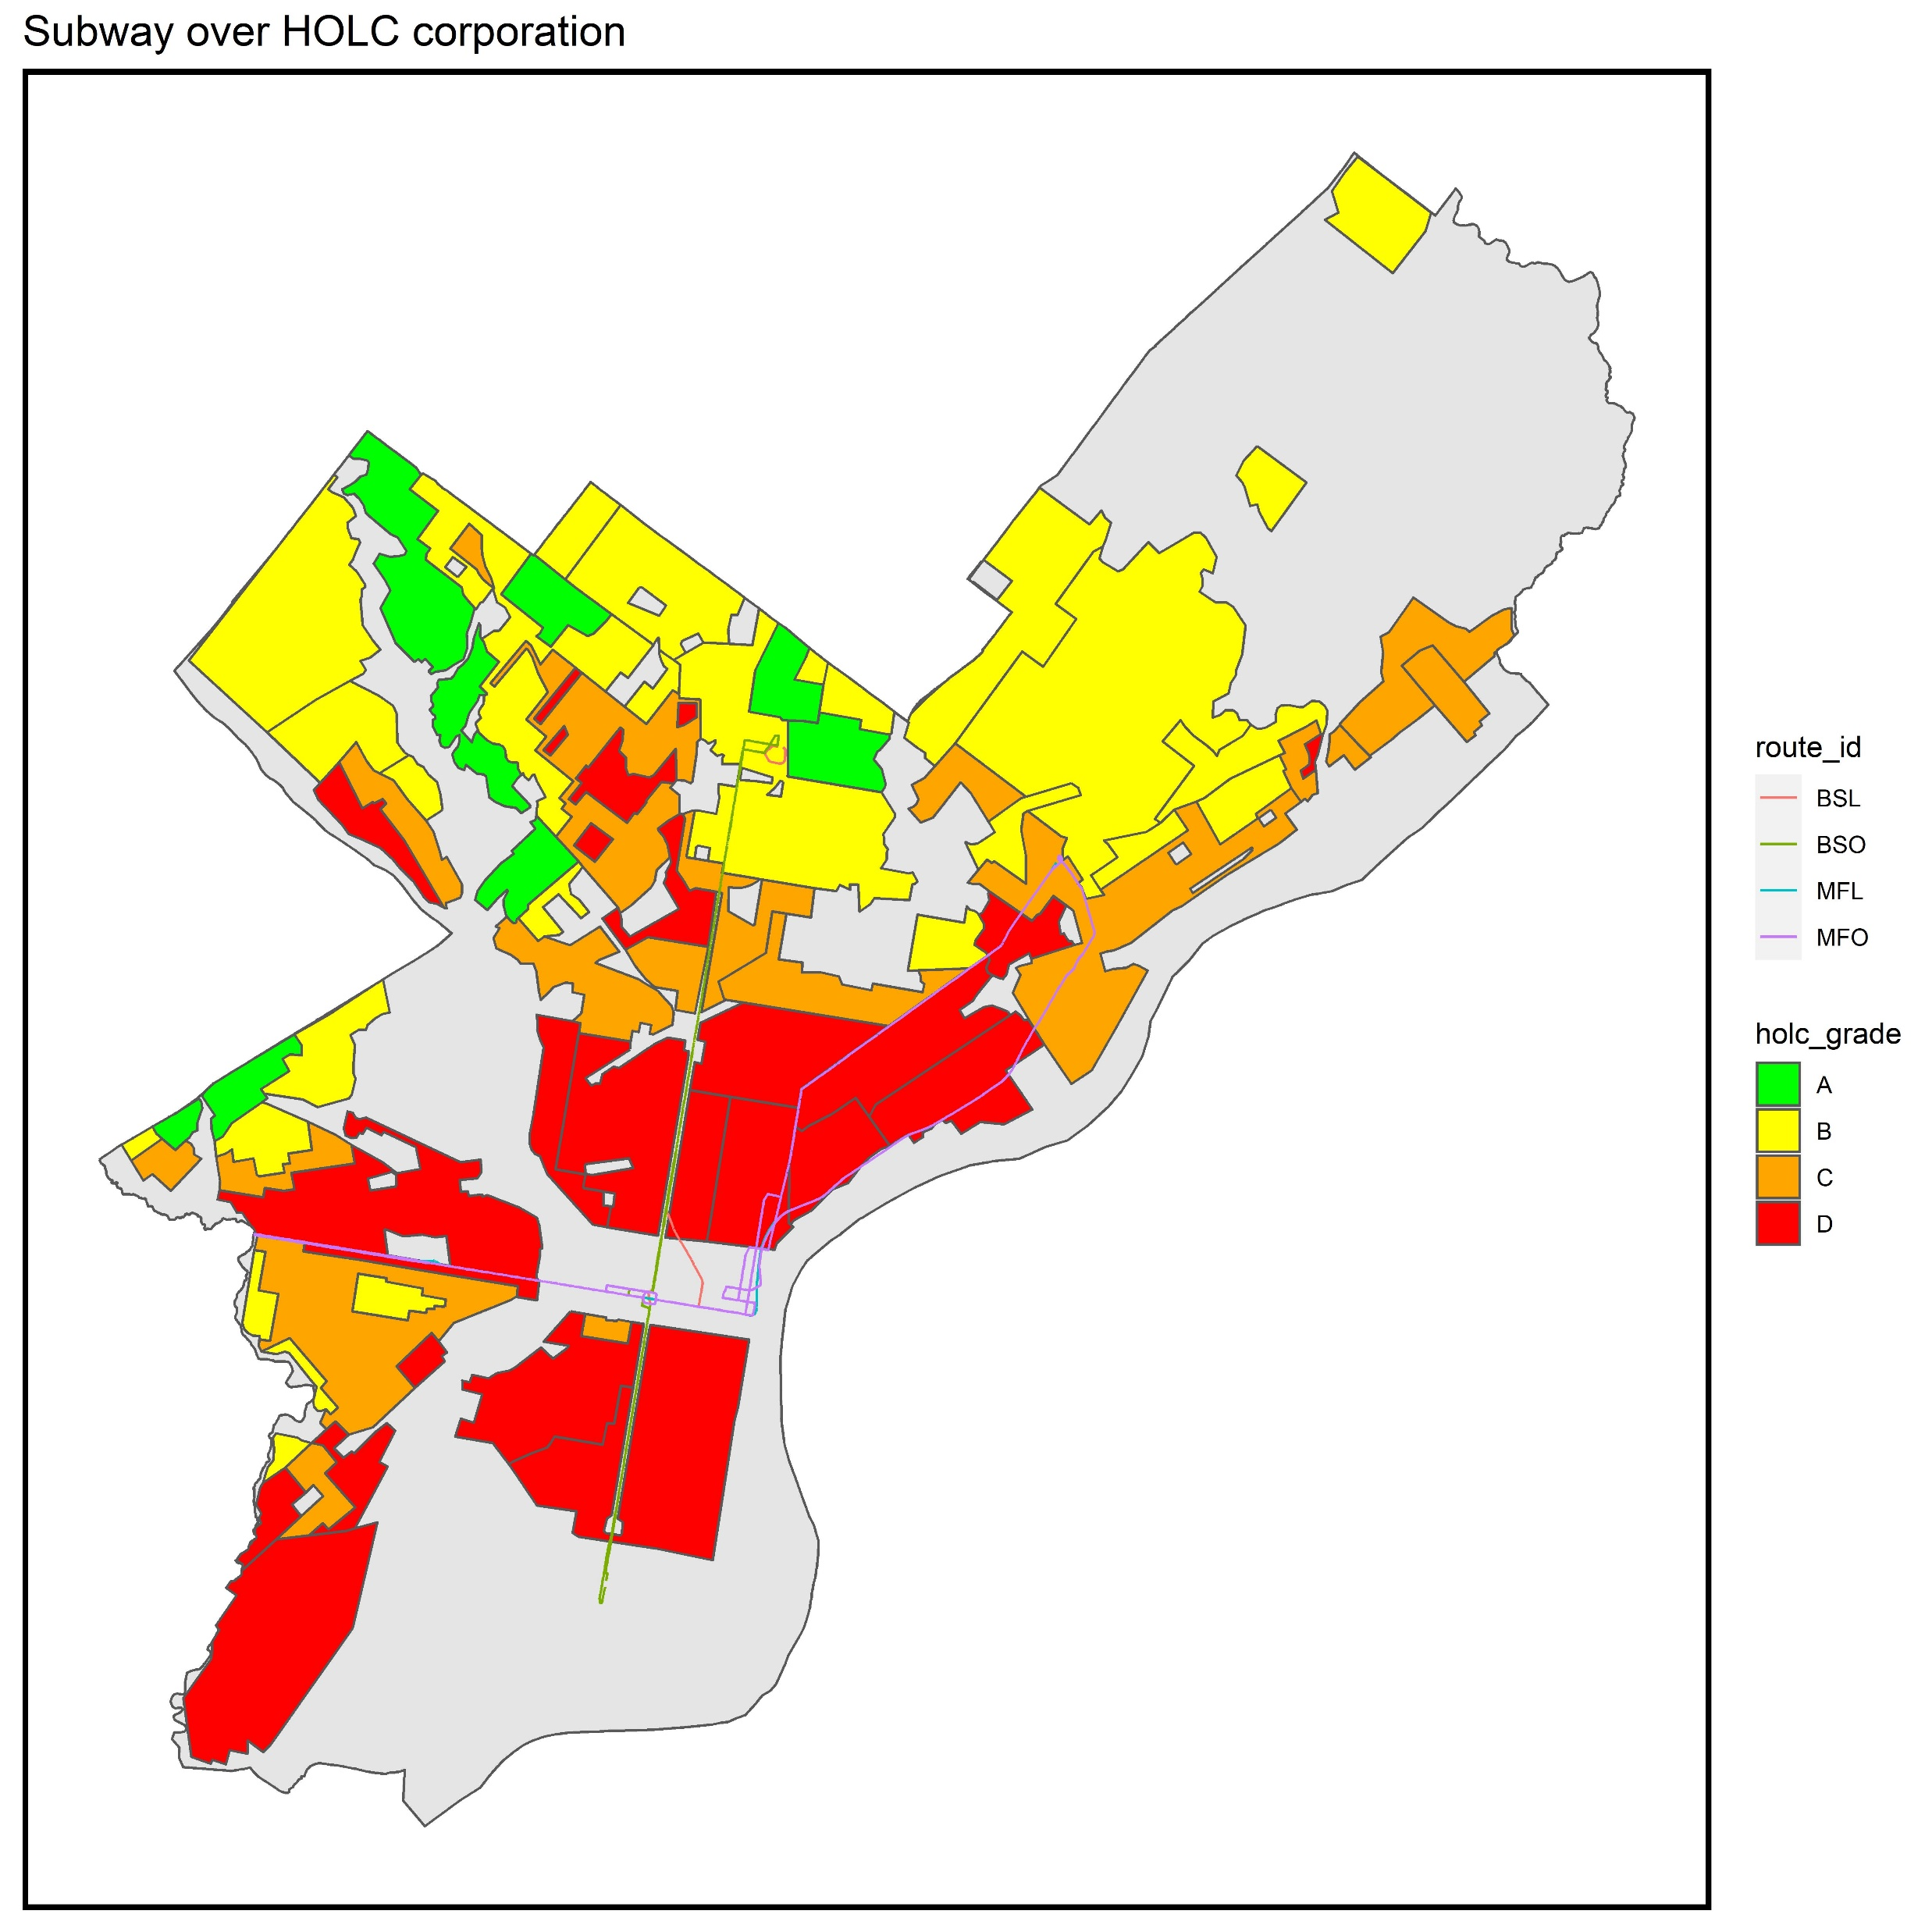 Subway over HOLC corporation
route_id
BSL
BSO
MFL
MFO
holc_grade
A
B
C
D